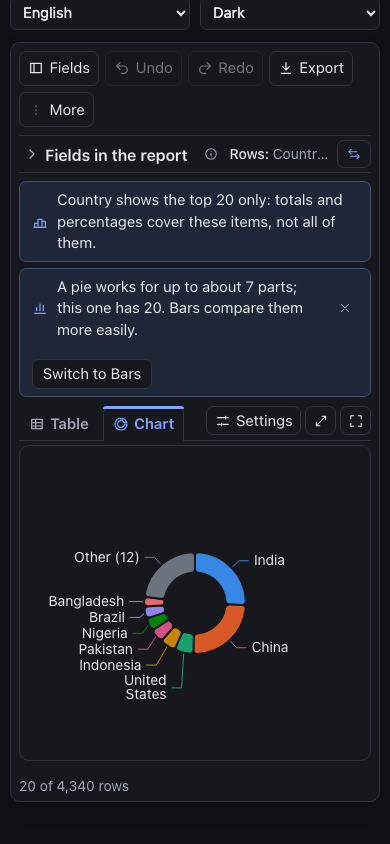 English
Dark
Fields
Undo
Redo
Export
More
Fields in the report
Rows: Countr...
Country shows the top 20 only: totals and
percentages cover these items, not all of
them.
A pie works for up to about 7 parts;
this one has 20. Bars compare them
more easily.
Switch to Bars
Table
Chart
Settings
Other (12)
India
Bangladesh
Brazil
Nigeria
Pakistan
China
Indonesia
United
States
20 of 4,340 rows